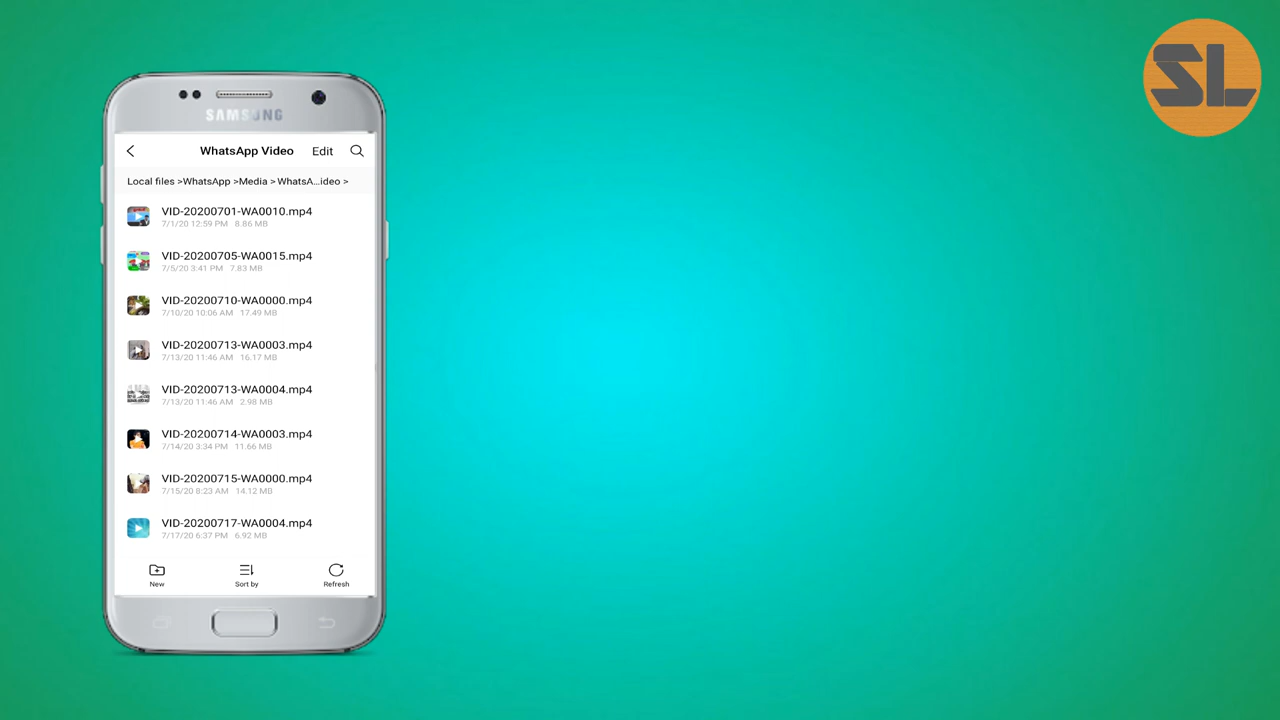 SL
SAMSUNG
WhatsApp Video Edit
Local files >WhatsApp >Media > WhatsA...ideo >
VID-20200701-WA0010.mp4
7/1/20 12:59 PM 8.86 MB
VID-20200705-WA0015.mp4
7/5/20 3:41 PM 7.83 MB
VID-20200710-WA0000.mp4
7/10/20 10:06 AM 17.49 MB
VID-20200713-WA0003.mp4
7/13/20 11:46 AM 16.17 MB
VID-20200713-WA0004.mp4
7/13/20 11:46 AM 2.98 MB
VID-20200714-WA0003.mp4
7/14/20 3:34 PM 11.66 MB
VID-20200715-WA0000.mp4
7/15/20 8:23 AM 14.12 MB
VID-20200717-WA0004.mp4
7/17/20 6:37 PM 6.92 MB
New Sort by Refresh